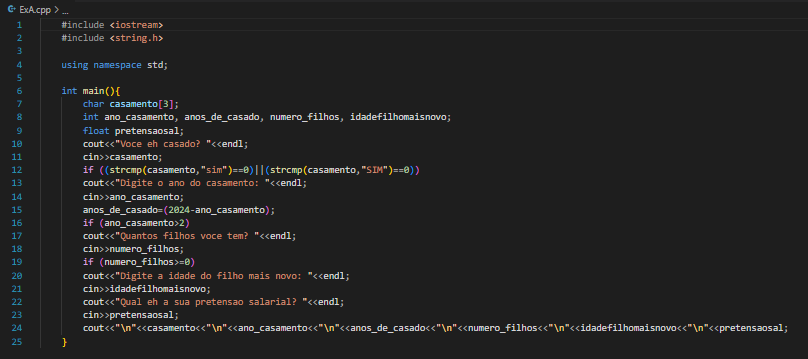 ExA.cpp > ...
1 #include <iostream>
2 #include <string.h>
3
4 using namespace std;
5
6 int main(){
7 char casamento[3];
8 int ano_casamento, anos_de_casado, numero_filhos, idadefilhomaisnovo;
9 float pretensaosal;
10 cout<<"Voce eh casado? "<<endl;
11 cin>>casamento;
12 if ((strcmp(casamento,"sim")==0)||(strcmp(casamento,"SIM")==0))
13 cout<<"Digite o ano do casamento: "<<endl;
14 cin>>ano_casamento;
15 anos_de_casado=(2024-ano_casamento);
16 if (ano_casamento>2)
17 cout<<"Quantos filhos voce tem? "<<endl;
18 cin>>numero_filhos;
19 if (numero_filhos>=0)
20 cout<<"Digite a idade do filho mais novo: "<<endl;
21 cin>>idadefilhomaisnovo;
22 cout<<"Qual eh a sua pretensao salarial? "<<endl;
23 cin>>pretensaosal;
24 cout<<"\n"<<casamento<<"\n"<<ano_casamento<<"\n"<<anos_de_casado<<"\n"<<numero_filhos<<"\n"<<idadefilhomaisnovo<<"\n"<<pretensaosal;
25 }